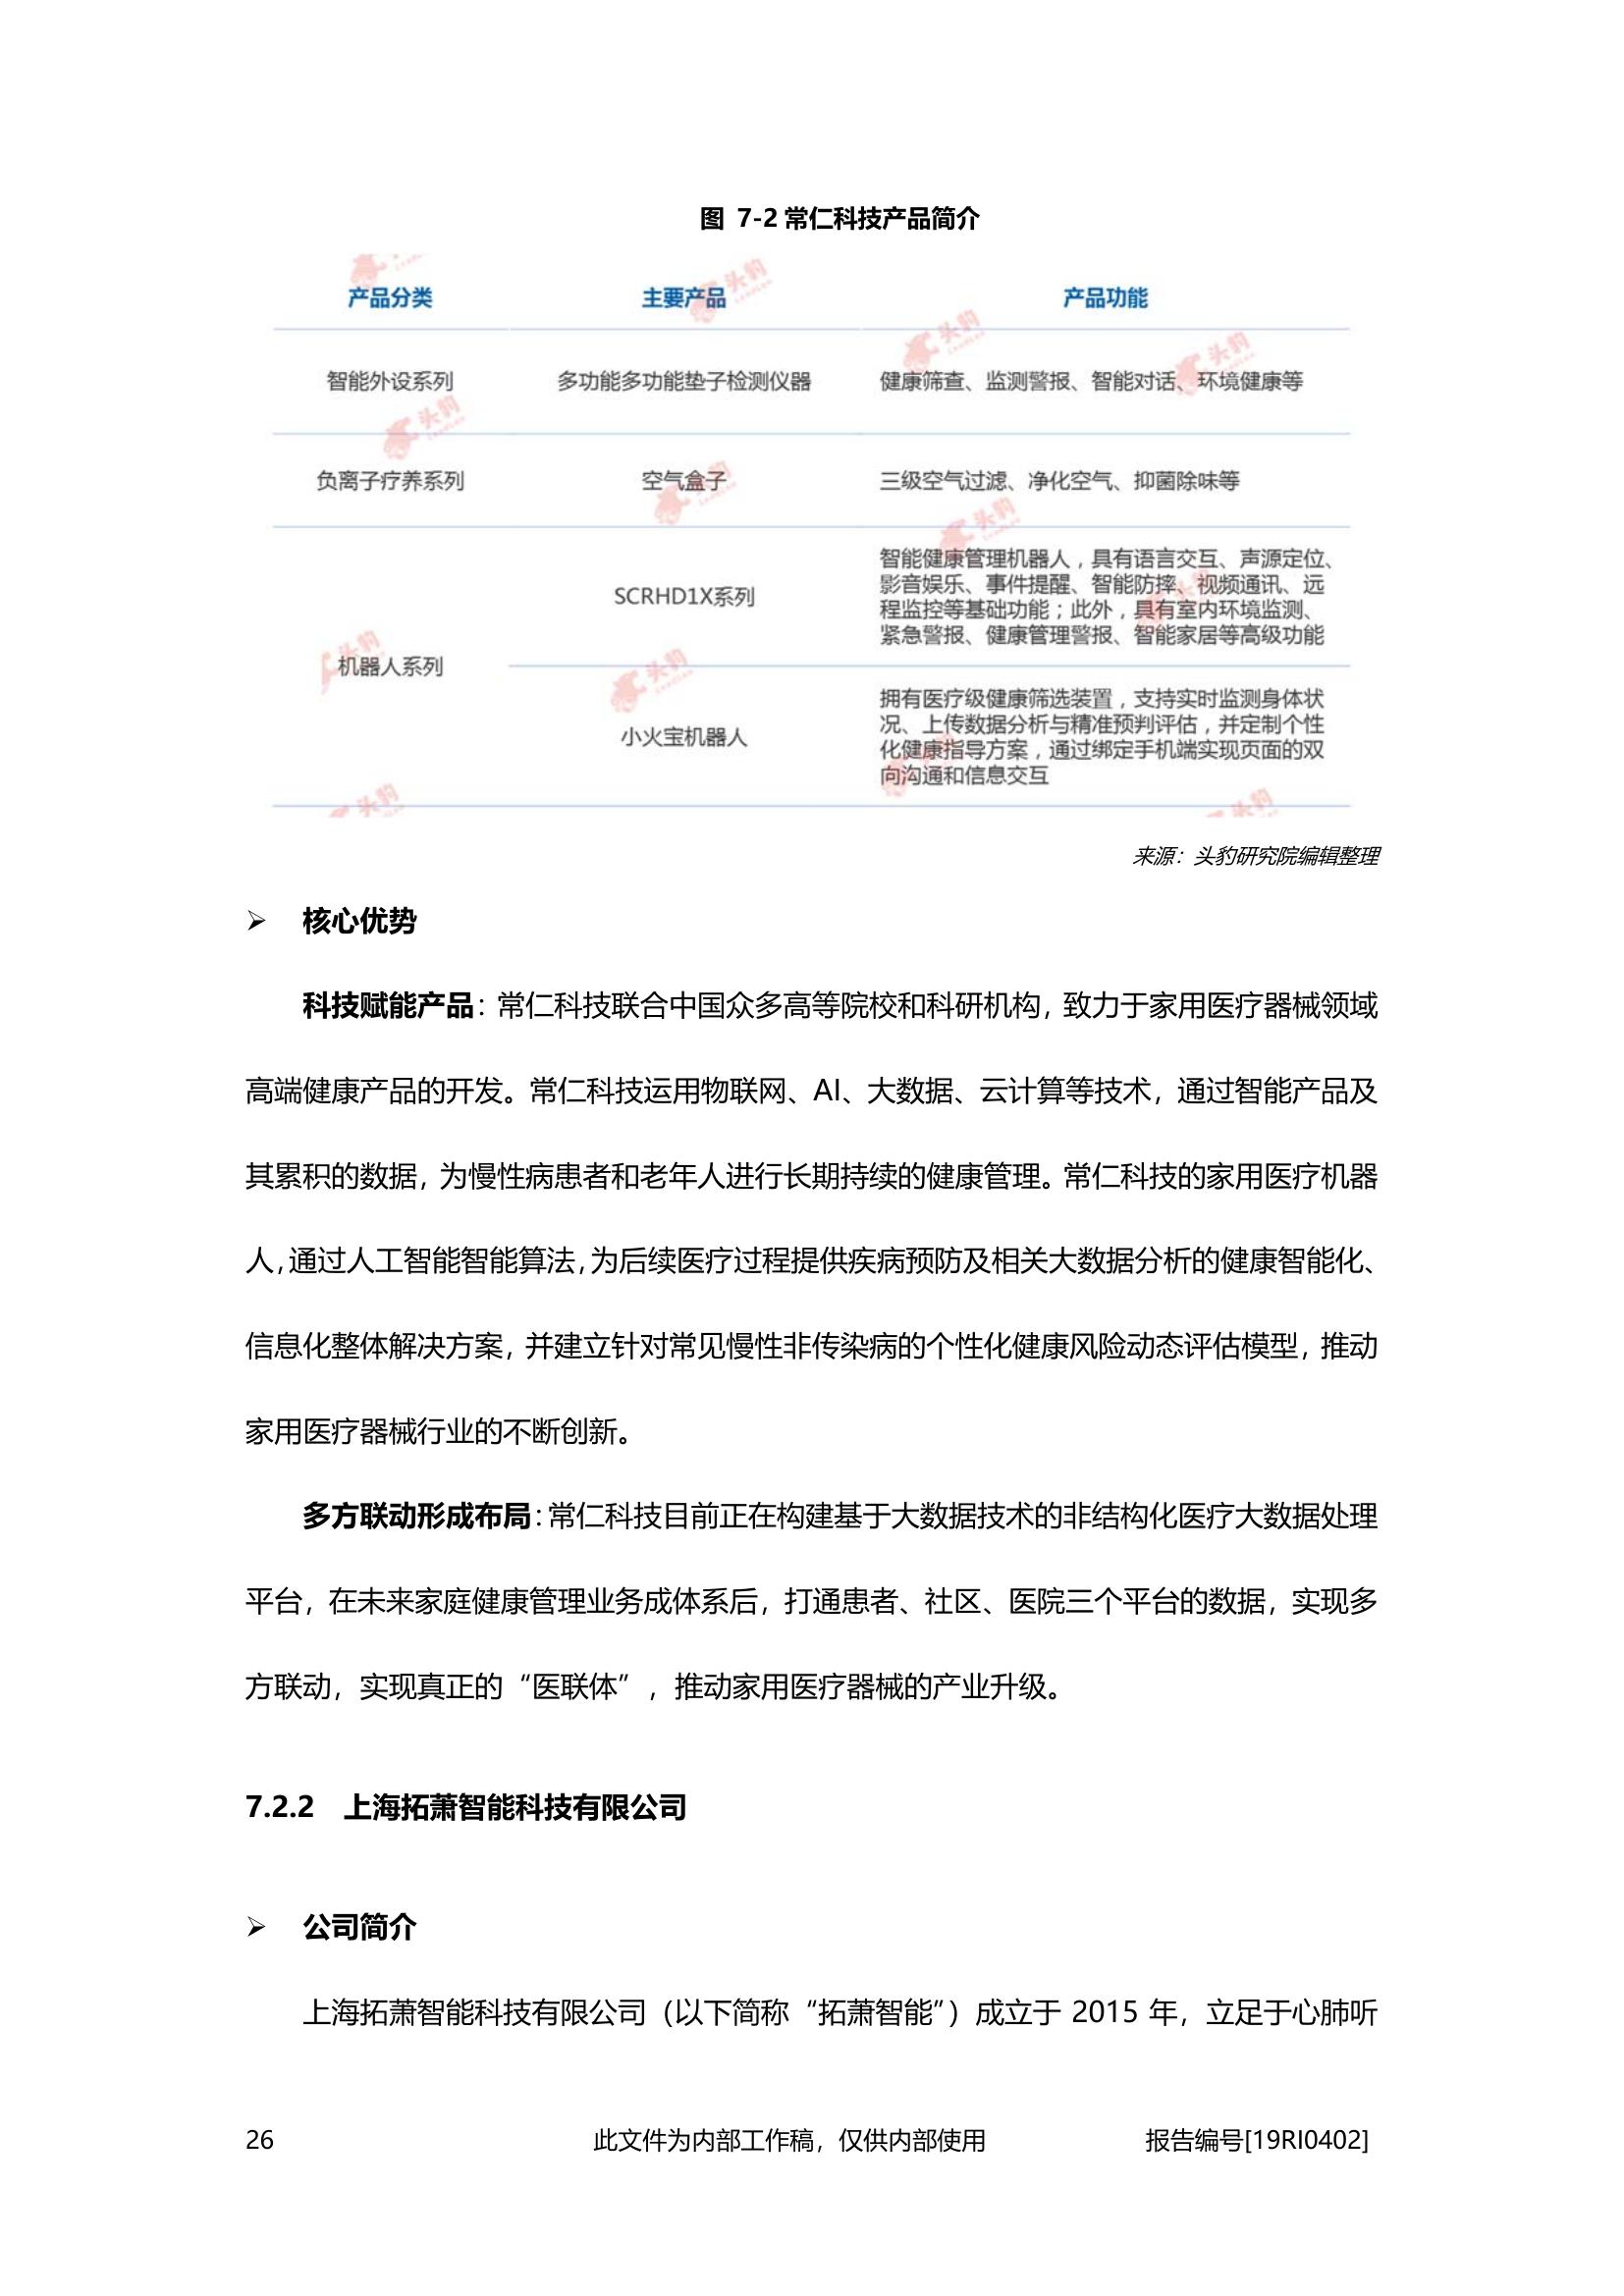 图 7-2 常仁科技产品简介
产品分类 主要产品 产品功能
智能外设系列 多功能多功能垫子检测仪器 健康筛查、监测警报、智能对话、环境健康等
负离子疗养系列 空气盒子 三级空气过滤、净化空气、抑菌除味等
机器人系列
SCRHD1X系列
智能健康管理机器人，具有语言交互、声源定位、
影音娱乐、事件提醒、智能防摔、视频通讯、远
程监控等基础功能；此外，具有室内环境监测、
紧急警报、健康管理警报、智能家居等高级功能
小火宝机器人
拥有医疗级健康筛选装置，支持实时监测身体状
况、上传数据分析与精准预判评估，并定制个性
化健康指导方案，通过绑定手机端实现页面的双
向沟通和信息交互
来源：头豹研究院编辑整理
➢ 核心优势
科技赋能产品：常仁科技联合中国众多高等院校和科研机构，致力于家用医疗器械领域
高端健康产品的开发。常仁科技运用物联网、AI、大数据、云计算等技术，通过智能产品及
其累积的数据，为慢性病患者和老年人进行长期持续的健康管理。常仁科技的家用医疗机器
人，通过人工智能智能算法，为后续医疗过程提供疾病预防及相关大数据分析的健康智能化、
信息化整体解决方案，并建立针对常见慢性非传染病的个性化健康风险动态评估模型，推动
家用医疗器械行业的不断创新。
多方联动形成布局：常仁科技目前正在构建基于大数据技术的非结构化医疗大数据处理
平台，在未来家庭健康管理业务成体系后，打通患者、社区、医院三个平台的数据，实现多
方联动，实现真正的“医联体”，推动家用医疗器械的产业升级。
7.2.2 上海拓萧智能科技有限公司
➢ 公司简介
上海拓萧智能科技有限公司（以下简称“拓萧智能”）成立于 2015 年，立足于心肺听
26 此文件为内部工作稿，仅供内部使用 报告编号[19RI0402]